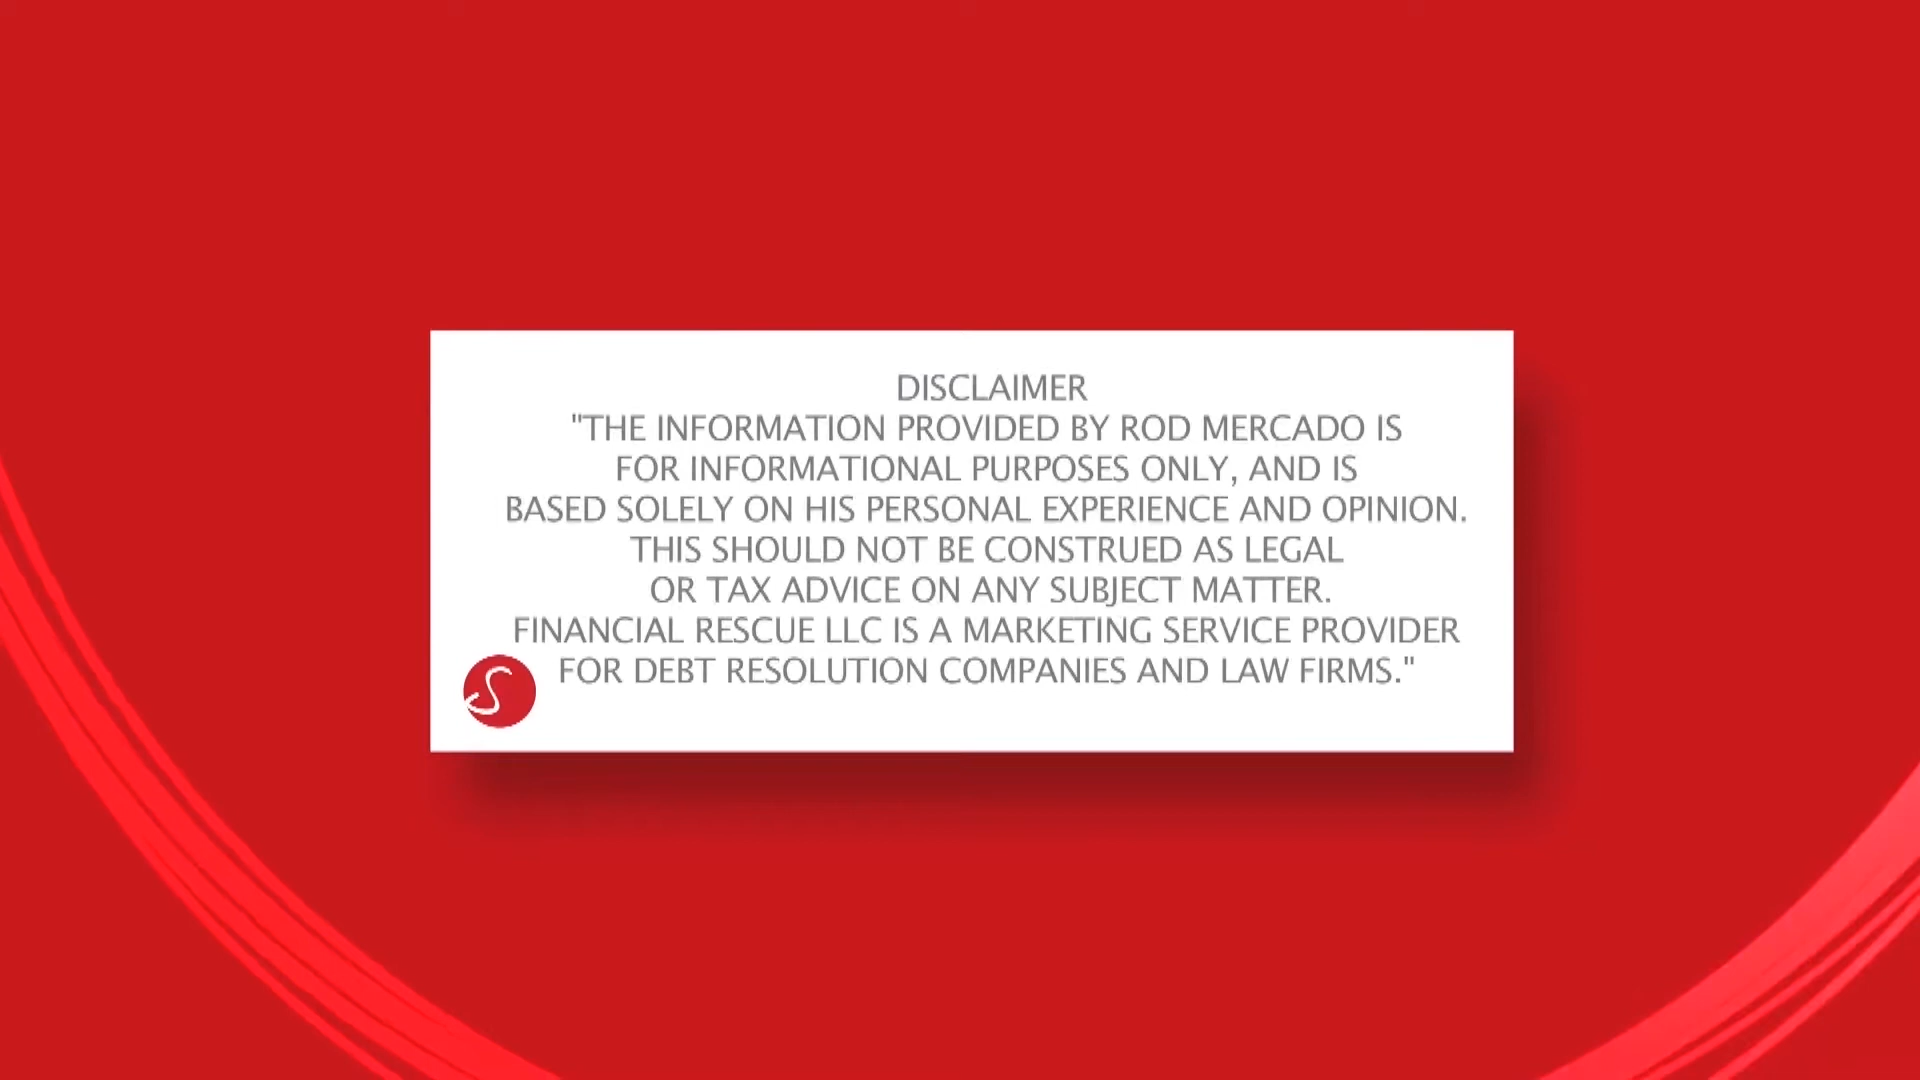 DISCLAIMER
"THE INFORMATION PROVIDED BY ROD MERCADO IS
FOR INFORMATIONAL PURPOSES ONLY, AND IS
BASED SOLELY ON HIS PERSONAL EXPERIENCE AND OPINION.
THIS SHOULD NOT BE CONSTRUED AS LEGAL
OR TAX ADVICE ON ANY SUBJECT MATTER.
FINANCIAL RESCUE LLC IS A MARKETING SERVICE PROVIDER
FOR DEBT RESOLUTION COMPANIES AND LAW FIRMS."
S